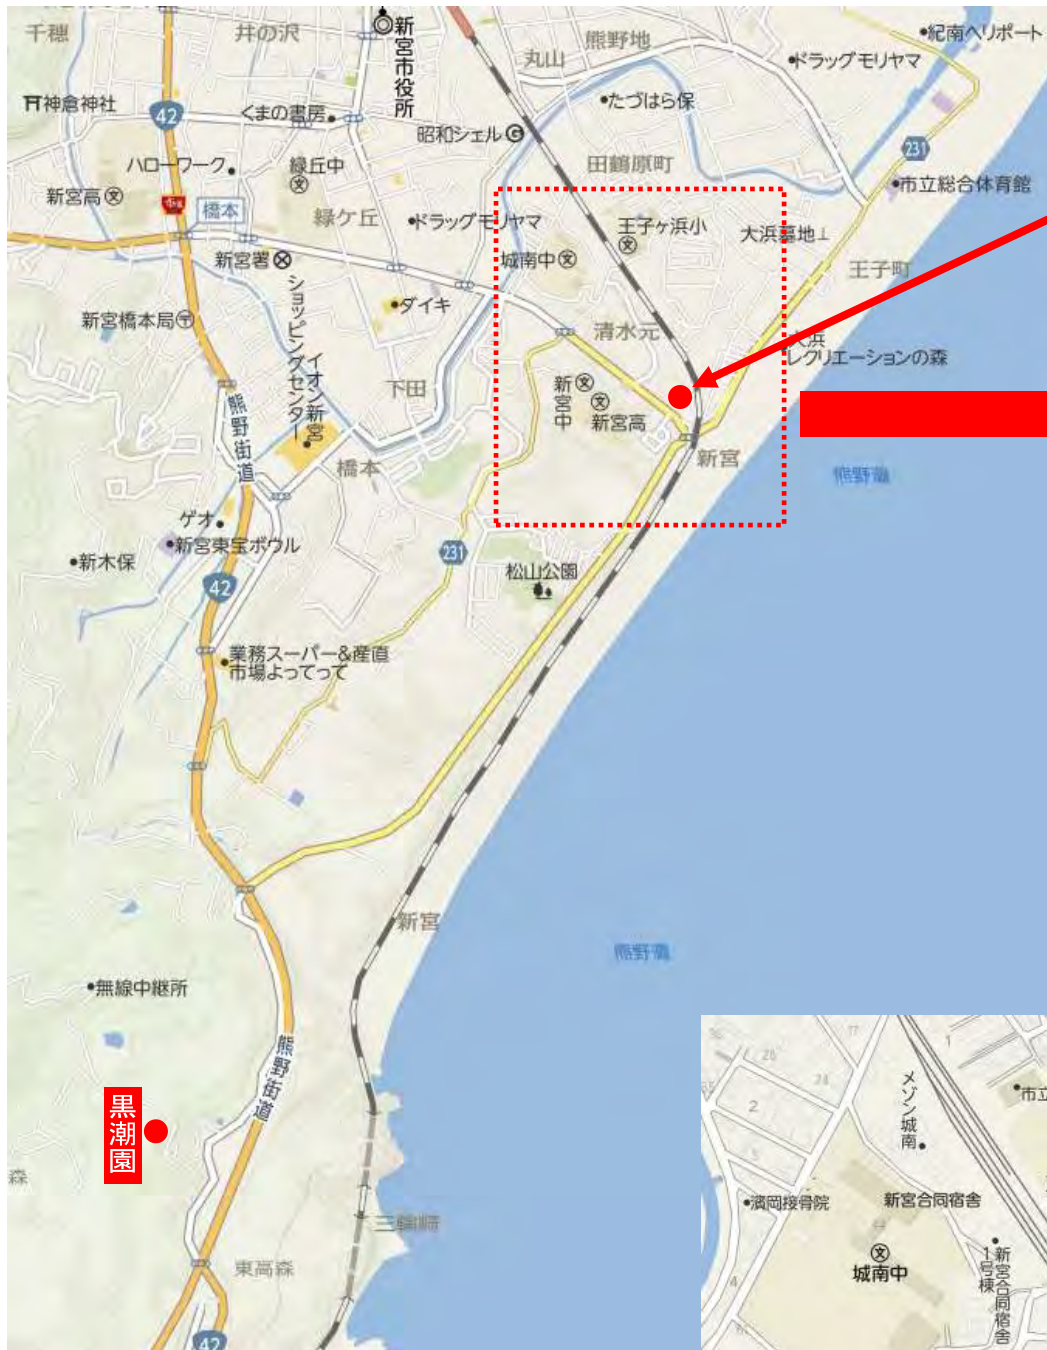 千穂
井の沢
新宮市役所
熊野地
丸山
紀南ヘリポート
ドラッグモリヤマ
神倉神社
42
くまの書房
たづはら保
昭和シェル
231
ハローワーク
緑丘中
田鶴原町
市立総合体育館
新宮高
橋本
緑ケ丘
ドラッグモリヤマ
王子ヶ浜小
大浜墓地
新宮署
城南中
王子町
ショッピングセンター
イオン新宮
ダイキ
新宮橋本局
清水元
大浜
レクリエーションの森
下田
新宮中
新宮高
熊野街道
橋本
新宮
熊野灘
ゲオ
新宮東宝ボウル
新木保
231
松山公園
42
業務スーパー&産直
市場よってって
新宮
熊野灘
無線中継所
熊野街道
黒潮園
森
三輪崎
東高森
42
77
26
24
1
メゾン城南
市立
2
5
濱岡接骨院
新宮合同宿舎
城南中
新宮合同宿舎
1号棟
4